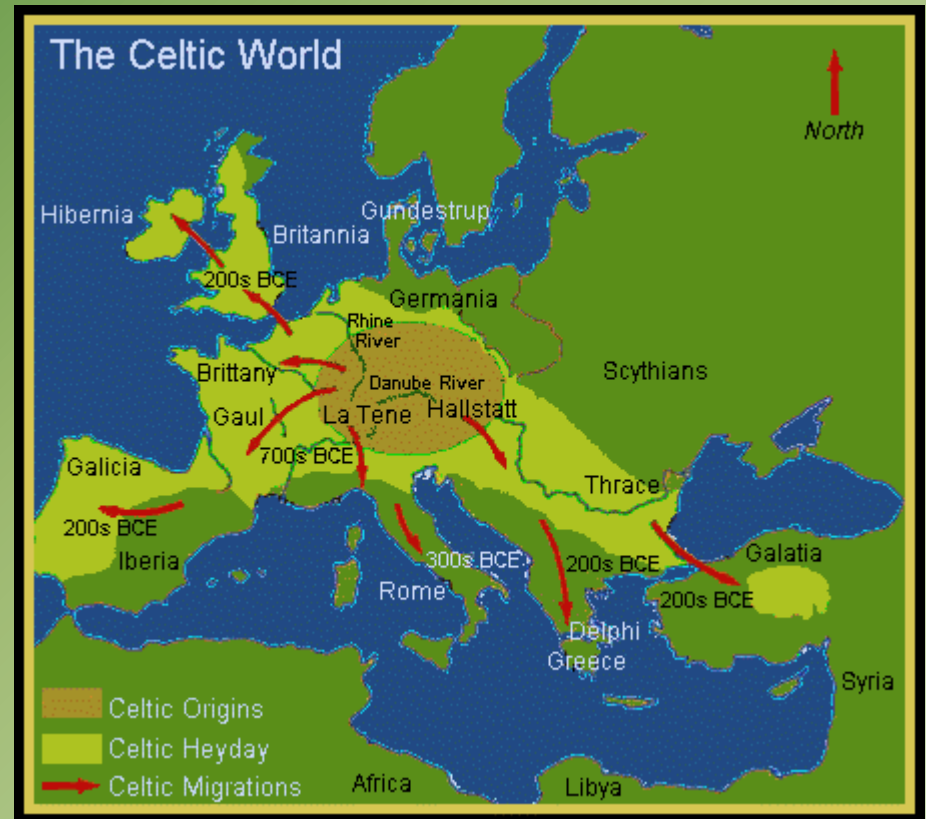 The Celtic World
North
Hibernia
Gundestrup
Britannia
200s BCE
Germania
Rhine
River
Brittany
Danube River
Scythians
Gaul
La Tene
Hallstatt
700s BCE
Galicia
Thrace
200s BCE
Iberia
300s BCE
200s BCE
Galatia
Rome
200s BCE
Delphi
Greece
Syria
Celtic Origins
Celtic Heyday
Celtic Migrations
Africa
Libya